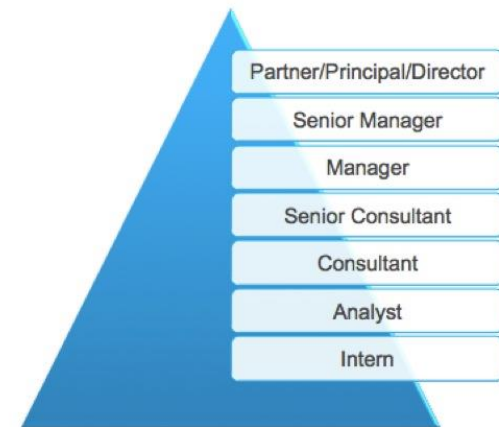 Partner/Principal/Director
Senior Manager
Manager
Senior Consultant
Consultant
Analyst
Intern